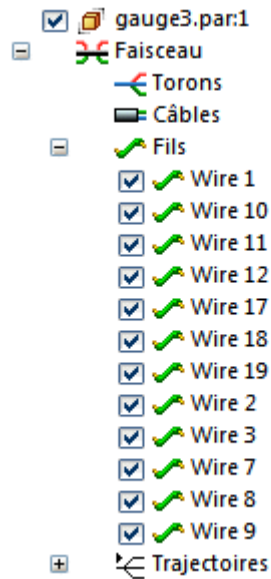 gauge3.par:1
Faisceau
Torons
Câbles
Fils
Wire 1
Wire 10
Wire 11
Wire 12
Wire 17
Wire 18
Wire 19
Wire 2
Wire 3
Wire 7
Wire 8
Wire 9
Trajectoires